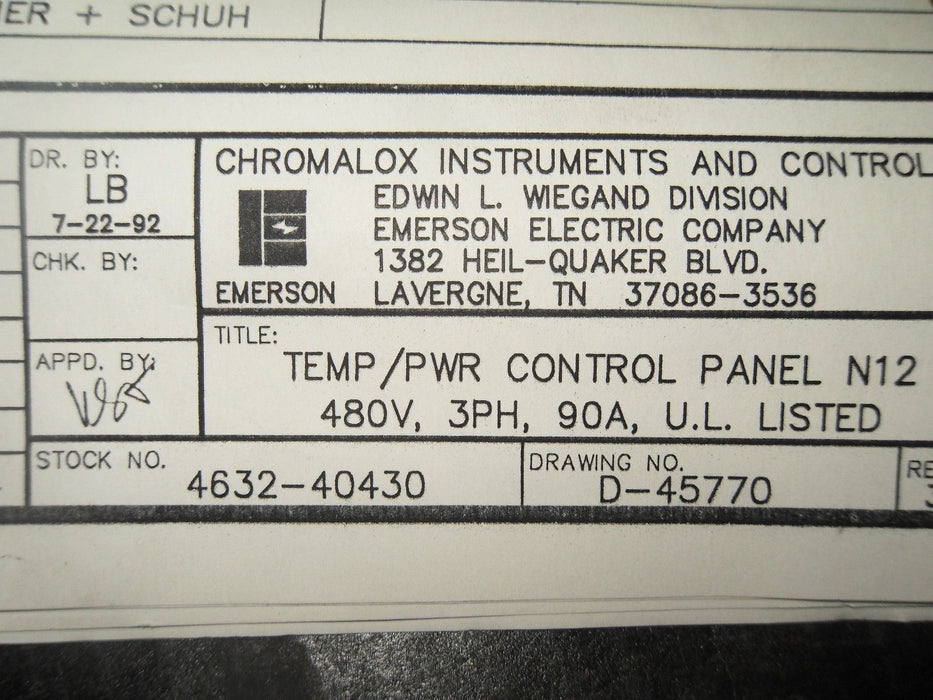 ER + SCHUH
DR. BY:
LB
7-22-92
CHK. BY:
APPD. BY:
CHROMALOX INSTRUMENTS AND CONTROL
EDWIN L. WIEGAND DIVISION
EMERSON ELECTRIC COMPANY
1382 HEIL-QUAKER BLVD.
EMERSON LAVERGNE, TN 37086-3536
TITLE:
TEMP/PWR CONTROL PANEL N12
480V, 3PH, 90A, U.L. LISTED
STOCK NO.
4632-40430
DRAWING NO.
D-45770
RE